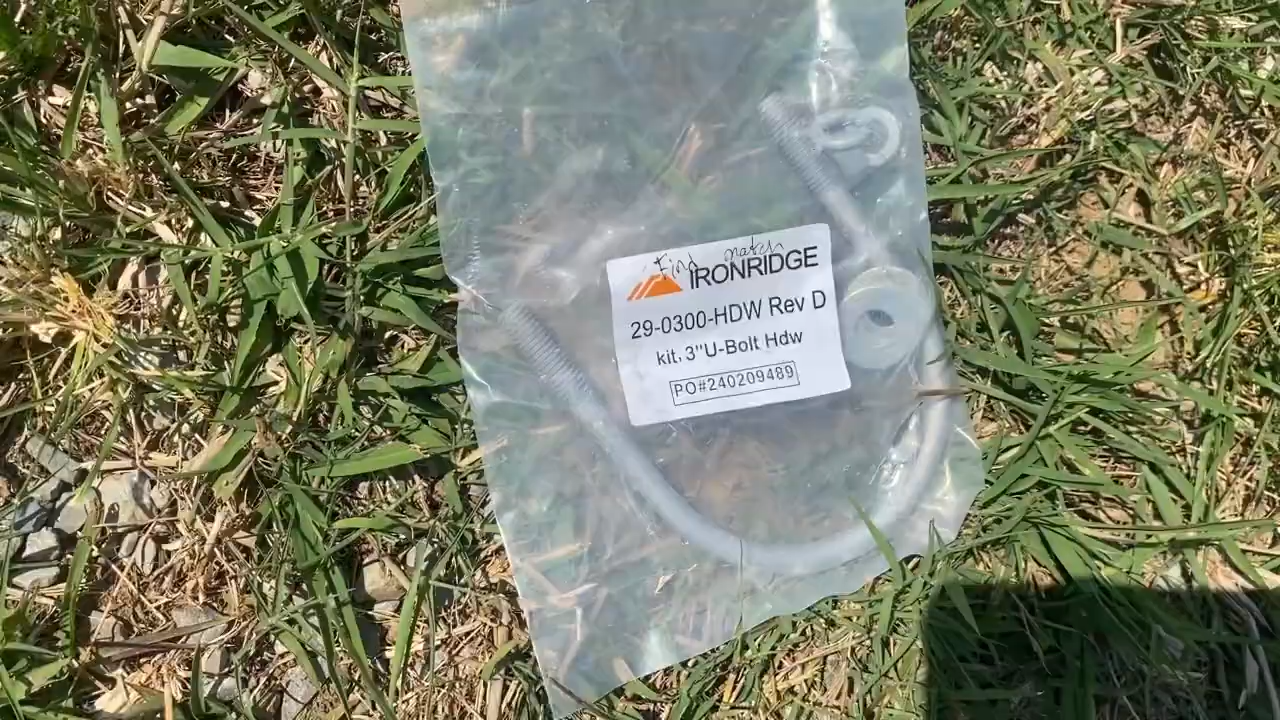 Find match
IRONRIDGE
29-0300-HDW Rev D
kit, 3"U-Bolt Hdw
PO#240209489